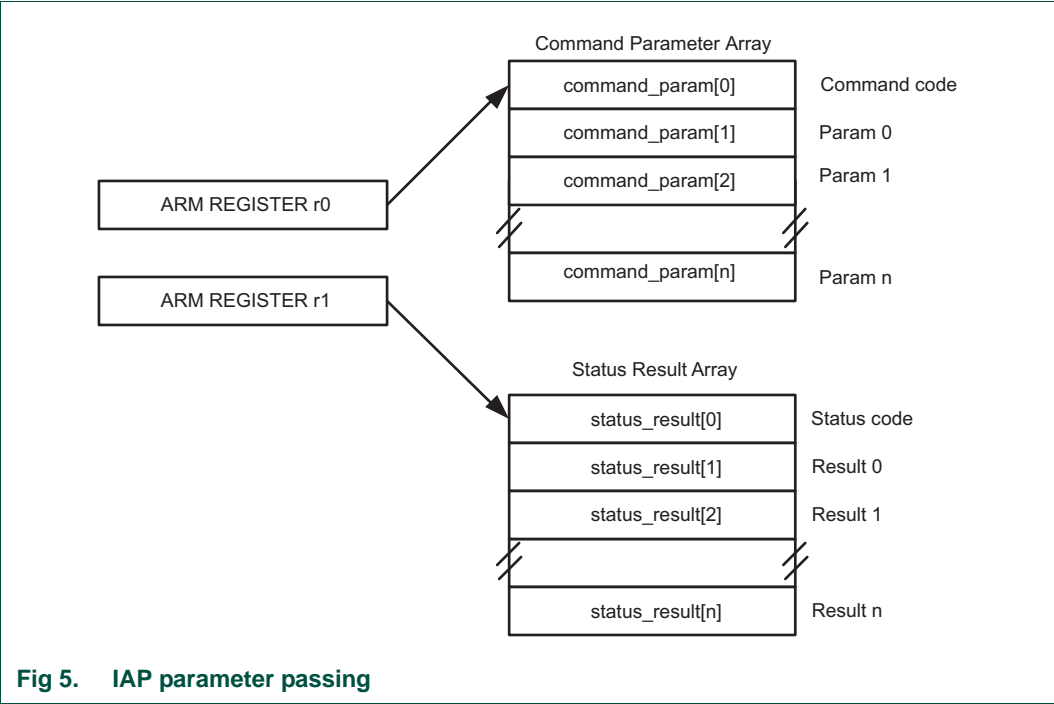 Command Parameter Array
command_param[0] Command code
command_param[1] Param 0
command_param[2] Param 1
ARM REGISTER r0
command_param[n] Param n
ARM REGISTER r1
Status Result Array
status_result[0] Status code
status_result[1] Result 0
status_result[2] Result 1
status_result[n] Result n
Fig 5. IAP parameter passing